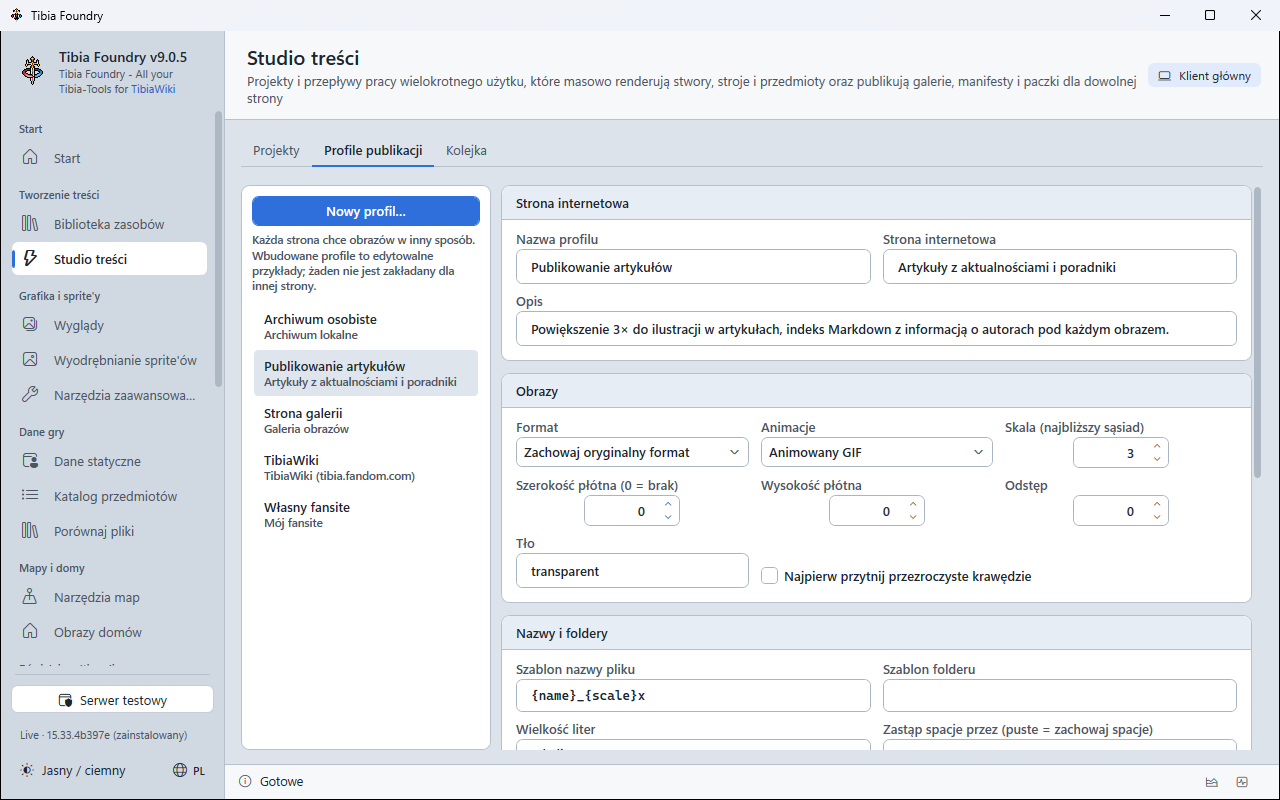 Tibia Foundry
Tibia Foundry v9.0.5
Tibia Foundry - All your
Tibia-Tools for TibiaWiki
Start
Start
Tworzenie treści
Biblioteka zasobów
Studio treści
Grafika i sprite'y
Wyglądy
Wyodrębnianie sprite'ów
Narzędzia zaawansowa...
Dane gry
Dane statyczne
Katalog przedmiotów
Porównaj pliki
Mapy i domy
Narzędzia map
Obrazy domów
Serwer testowy
Live · 15.33.4b397e (zainstalowany)
Jasny / ciemny
PL
Studio treści
Projekty i przepływy pracy wielokrotnego użytku, które masowo renderują stwory, stroje i przedmioty oraz publikują galerie, manifesty i paczki dla dowolnej
strony
Klient główny
Projekty
Profile publikacji
Kolejka
Nowy profil...
Każda strona chce obrazów w inny sposób.
Wbudowane profile to edytowalne
przykłady; żaden nie jest zakładany dla
innej strony.
Archiwum osobiste
Archiwum lokalne
Publikowanie artykułów
Artykuły z aktualnościami i poradniki
Strona galerii
Galeria obrazów
TibiaWiki
TibiaWiki (tibia.fandom.com)
Własny fansite
Mój fansite
Strona internetowa
Nazwa profilu
Strona internetowa
Publikowanie artykułów
Artykuły z aktualnościami i poradniki
Opis
Powiększenie 3× do ilustracji w artykułach, indeks Markdown z informacją o autorach pod każdym obrazem.
Obrazy
Format
Animacje
Skala (najbliższy sąsiad)
Zachowaj oryginalny format
Animowany GIF
3
Szerokość płótna (0 = brak)
Wysokość płótna
Odstęp
0
0
0
Tło
transparent
Najpierw przytnij przezroczyste krawędzie
Nazwy i foldery
Szablon nazwy pliku
Szablon folderu
{name}_{scale}x
Wielkość liter
Zastąp spacje przez (puste = zachowaj spacje)
Gotowe